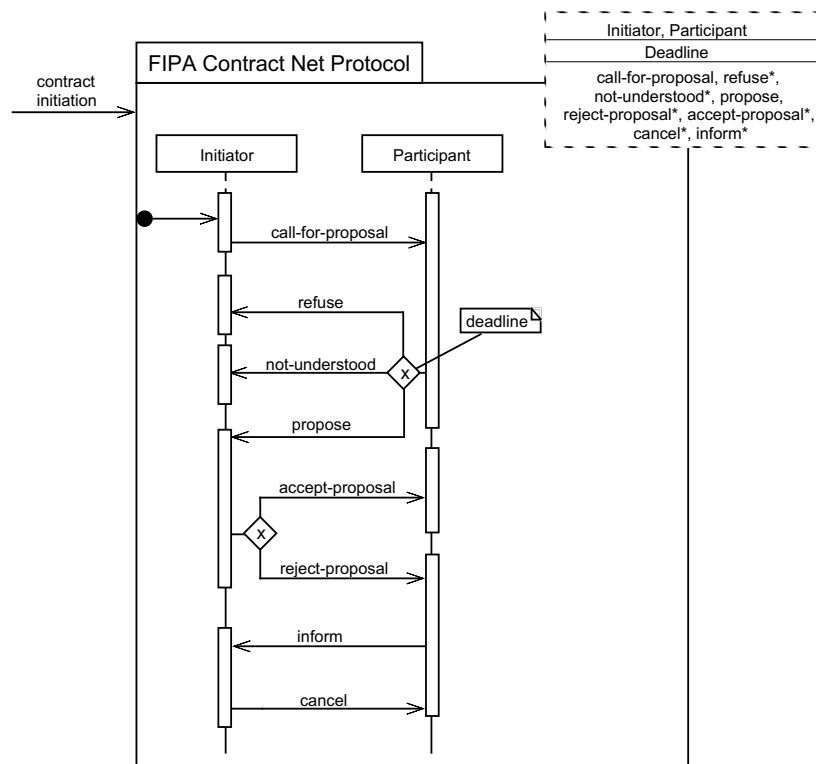 Initiator, Participant
Deadline
call-for-proposal, refuse*,
not-understood*, propose,
reject-proposal*, accept-proposal*,
cancel*, inform*
FIPA Contract Net Protocol
contract
initiation
Initiator
Participant
call-for-proposal
refuse
deadline
not-understood
x
propose
accept-proposal
x
reject-proposal
inform
cancel